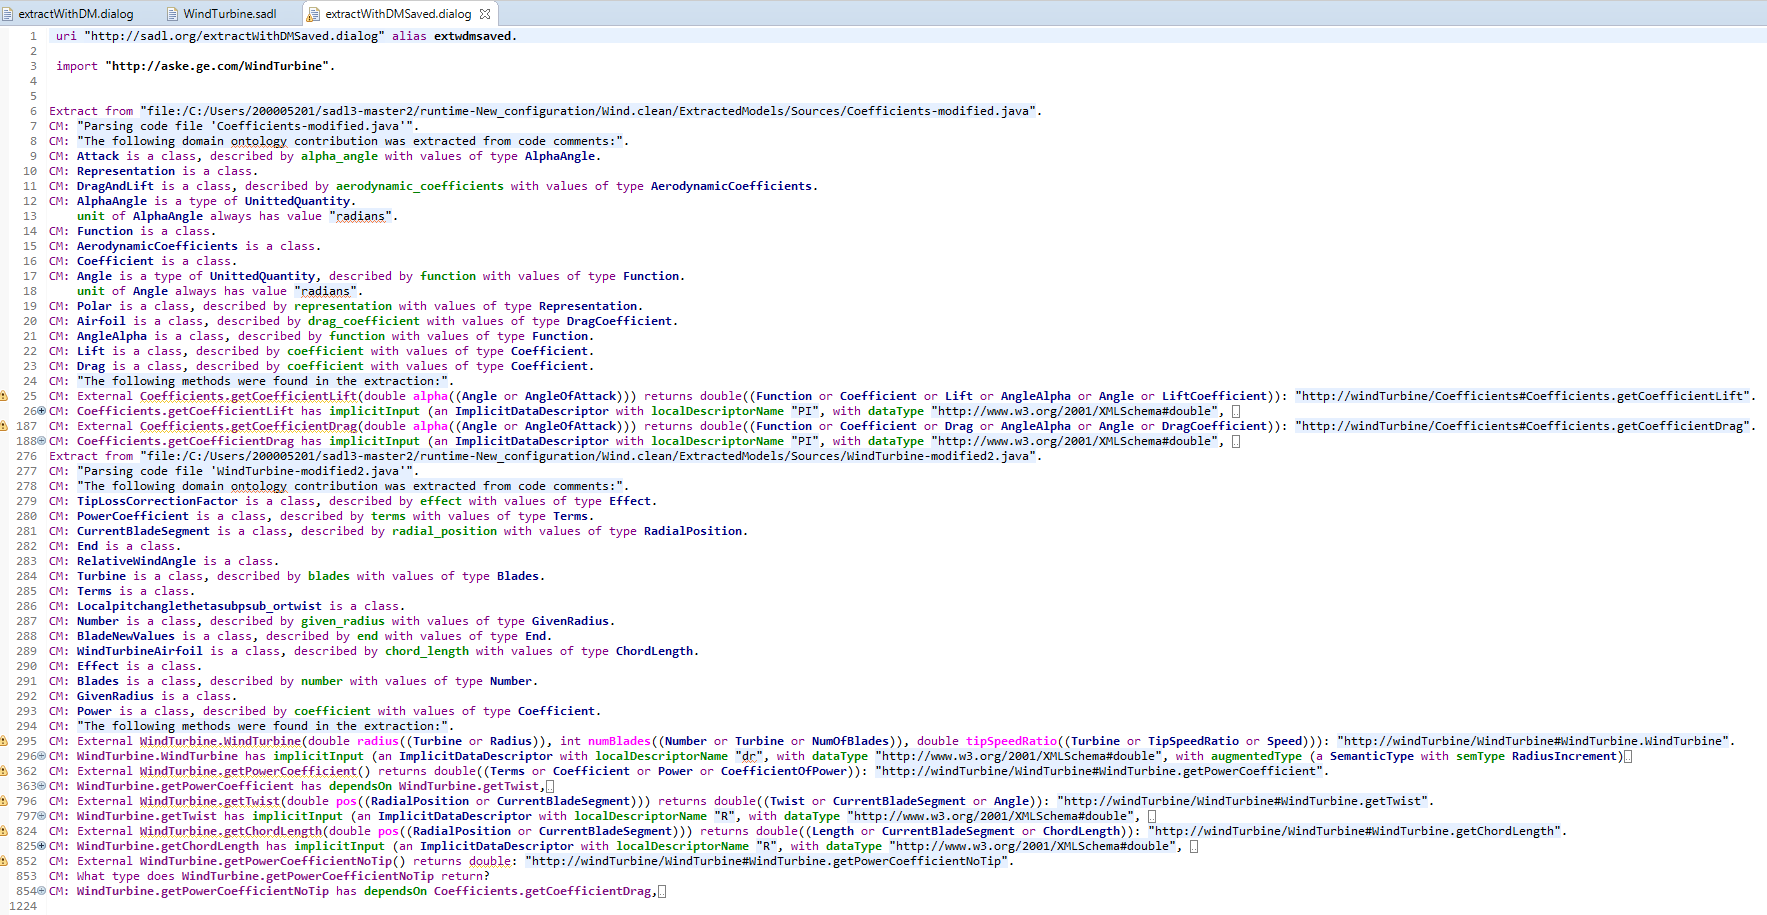 extractWithDM.dialog WindTurbine.sadl extractWithDMSaved.dialog
1 uri "http://sadl.org/extractWithDMSaved.dialog" alias extwdmsaved.
2
3 import "http://aske.ge.com/WindTurbine".
4
5
6 Extract from "file:/C:/Users/200005201/sadl3-master2/runtime-New_configuration/Wind.clean/ExtractedModels/Sources/Coefficients-modified.java".
7 CM: "Parsing code file 'Coefficients-modified.java'".
8 CM: "The following domain ontology contribution was extracted from code comments:".
9 CM: Attack is a class, described by alpha_angle with values of type AlphaAngle.
10 CM: Representation is a class.
11 CM: DragAndLift is a class, described by aerodynamic_coefficients with values of type AerodynamicCoefficients.
12 CM: AlphaAngle is a type of UnittedQuantity.
13 unit of AlphaAngle always has value "radians".
14 CM: Function is a class.
15 CM: AerodynamicCoefficients is a class.
16 CM: Coefficient is a class.
17 CM: Angle is a type of UnittedQuantity, described by function with values of type Function.
18 unit of Angle always has value "radians".
19 CM: Polar is a class, described by representation with values of type Representation.
20 CM: Airfoil is a class, described by drag_coefficient with values of type DragCoefficient.
21 CM: AngleAlpha is a class, described by function with values of type Function.
22 CM: Lift is a class, described by coefficient with values of type Coefficient.
23 CM: Drag is a class, described by coefficient with values of type Coefficient.
24 CM: "The following methods were found in the extraction:".
25 CM: External Coefficients.getCoefficientLift(double alpha((Angle or AngleOfAttack))) returns double((Function or Coefficient or Lift or AngleAlpha or Angle or LiftCoefficient)): "http://windTurbine/Coefficients#Coefficients.getCoefficientLift".
26 CM: Coefficients.getCoefficientLift has implicitInput (an ImplicitDataDescriptor with localDescriptorName "PI", with dataType "http://www.w3.org/2001/XMLSchema#double",
187 CM: External Coefficients.getCoefficientDrag(double alpha((Angle or AngleOfAttack))) returns double((Function or Coefficient or Drag or AngleAlpha or Angle or DragCoefficient)): "http://windTurbine/Coefficients#Coefficients.getCoefficientDrag".
188 CM: Coefficients.getCoefficientDrag has implicitInput (an ImplicitDataDescriptor with localDescriptorName "PI", with dataType "http://www.w3.org/2001/XMLSchema#double",
276 Extract from "file:/C:/Users/200005201/sadl3-master2/runtime-New_configuration/Wind.clean/ExtractedModels/Sources/WindTurbine-modified2.java".
277 CM: "Parsing code file 'WindTurbine-modified2.java'".
278 CM: "The following domain ontology contribution was extracted from code comments:".
279 CM: TipLossCorrectionFactor is a class, described by effect with values of type Effect.
280 CM: PowerCoefficient is a class, described by terms with values of type Terms.
281 CM: CurrentBladeSegment is a class, described by radial_position with values of type RadialPosition.
282 CM: End is a class.
283 CM: RelativeWindAngle is a class.
284 CM: Turbine is a class, described by blades with values of type Blades.
285 CM: Terms is a class.
286 CM: Localpitchanglethetasubpsub_ortwist is a class.
287 CM: Number is a class, described by given_radius with values of type GivenRadius.
288 CM: BladeNewValues is a class, described by end with values of type End.
289 CM: WindTurbineAirfoil is a class, described by chord_length with values of type ChordLength.
290 CM: Effect is a class.
291 CM: Blades is a class, described by number with values of type Number.
292 CM: GivenRadius is a class.
293 CM: Power is a class, described by coefficient with values of type Coefficient.
294 CM: "The following methods were found in the extraction:".
295 CM: External WindTurbine.WindTurbine(double radius((Turbine or Radius)), int numBlades((Number or Turbine or NumOfBlades)), double tipSpeedRatio((Turbine or TipSpeedRatio or Speed))): "http://windTurbine/WindTurbine#WindTurbine.WindTurbine".
296 CM: WindTurbine.WindTurbine has implicitInput (an ImplicitDataDescriptor with localDescriptorName "dr", with dataType "http://www.w3.org/2001/XMLSchema#double", with augmentedType (a SemanticType with semType RadiusIncrement)
362 CM: External WindTurbine.getPowerCoefficient() returns double((Terms or Coefficient or Power or CoefficientOfPower)): "http://windTurbine/WindTurbine#WindTurbine.getPowerCoefficient".
363 CM: WindTurbine.getPowerCoefficient has dependsOn WindTurbine.getTwist,
796 CM: External WindTurbine.getTwist(double pos((RadialPosition or CurrentBladeSegment))) returns double((Twist or CurrentBladeSegment or Angle)): "http://windTurbine/WindTurbine#WindTurbine.getTwist".
797 CM: WindTurbine.getTwist has implicitInput (an ImplicitDataDescriptor with localDescriptorName "R", with dataType "http://www.w3.org/2001/XMLSchema#double",
824 CM: External WindTurbine.getChordLength(double pos((RadialPosition or CurrentBladeSegment))) returns double((Length or CurrentBladeSegment or ChordLength)): "http://windTurbine/WindTurbine#WindTurbine.getChordLength".
825 CM: WindTurbine.getChordLength has implicitInput (an ImplicitDataDescriptor with localDescriptorName "R", with dataType "http://www.w3.org/2001/XMLSchema#double",
852 CM: External WindTurbine.getPowerCoefficientNoTip() returns double: "http://windTurbine/WindTurbine#WindTurbine.getPowerCoefficientNoTip".
853 CM: What type does WindTurbine.getPowerCoefficientNoTip return?
854 CM: WindTurbine.getPowerCoefficientNoTip has dependsOn Coefficients.getCoefficientDrag,
1224